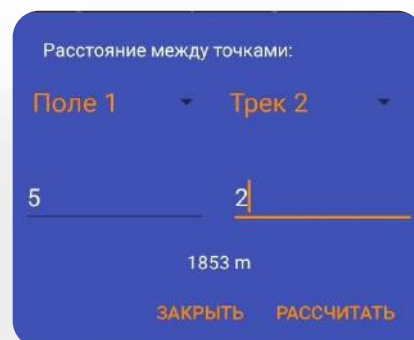 Расстояние между точками:
Поле 1 Трек 2
5 2
1853 m
ЗАКРЫТЬ РАССЧИТАТЬ